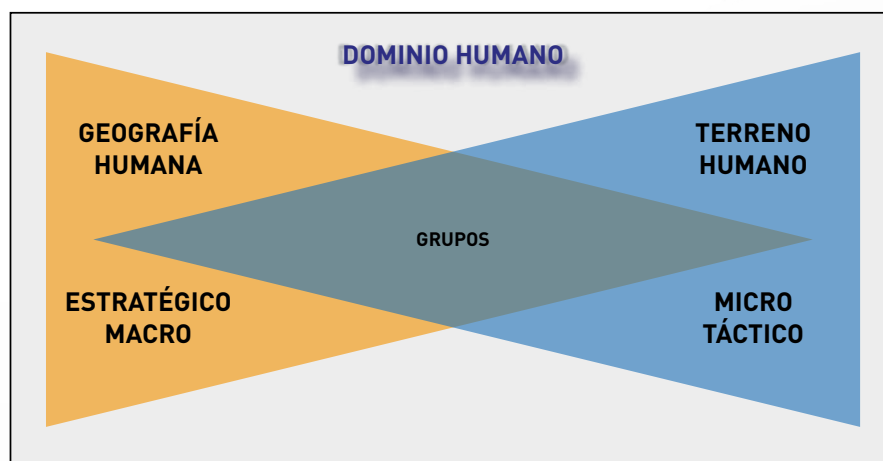 DOMINIO HUMANO
GEOGRAFÍA
HUMANA
TERRENO
HUMANO
GRUPOS
ESTRATÉGICO
MACRO
MICRO
TÁCTICO